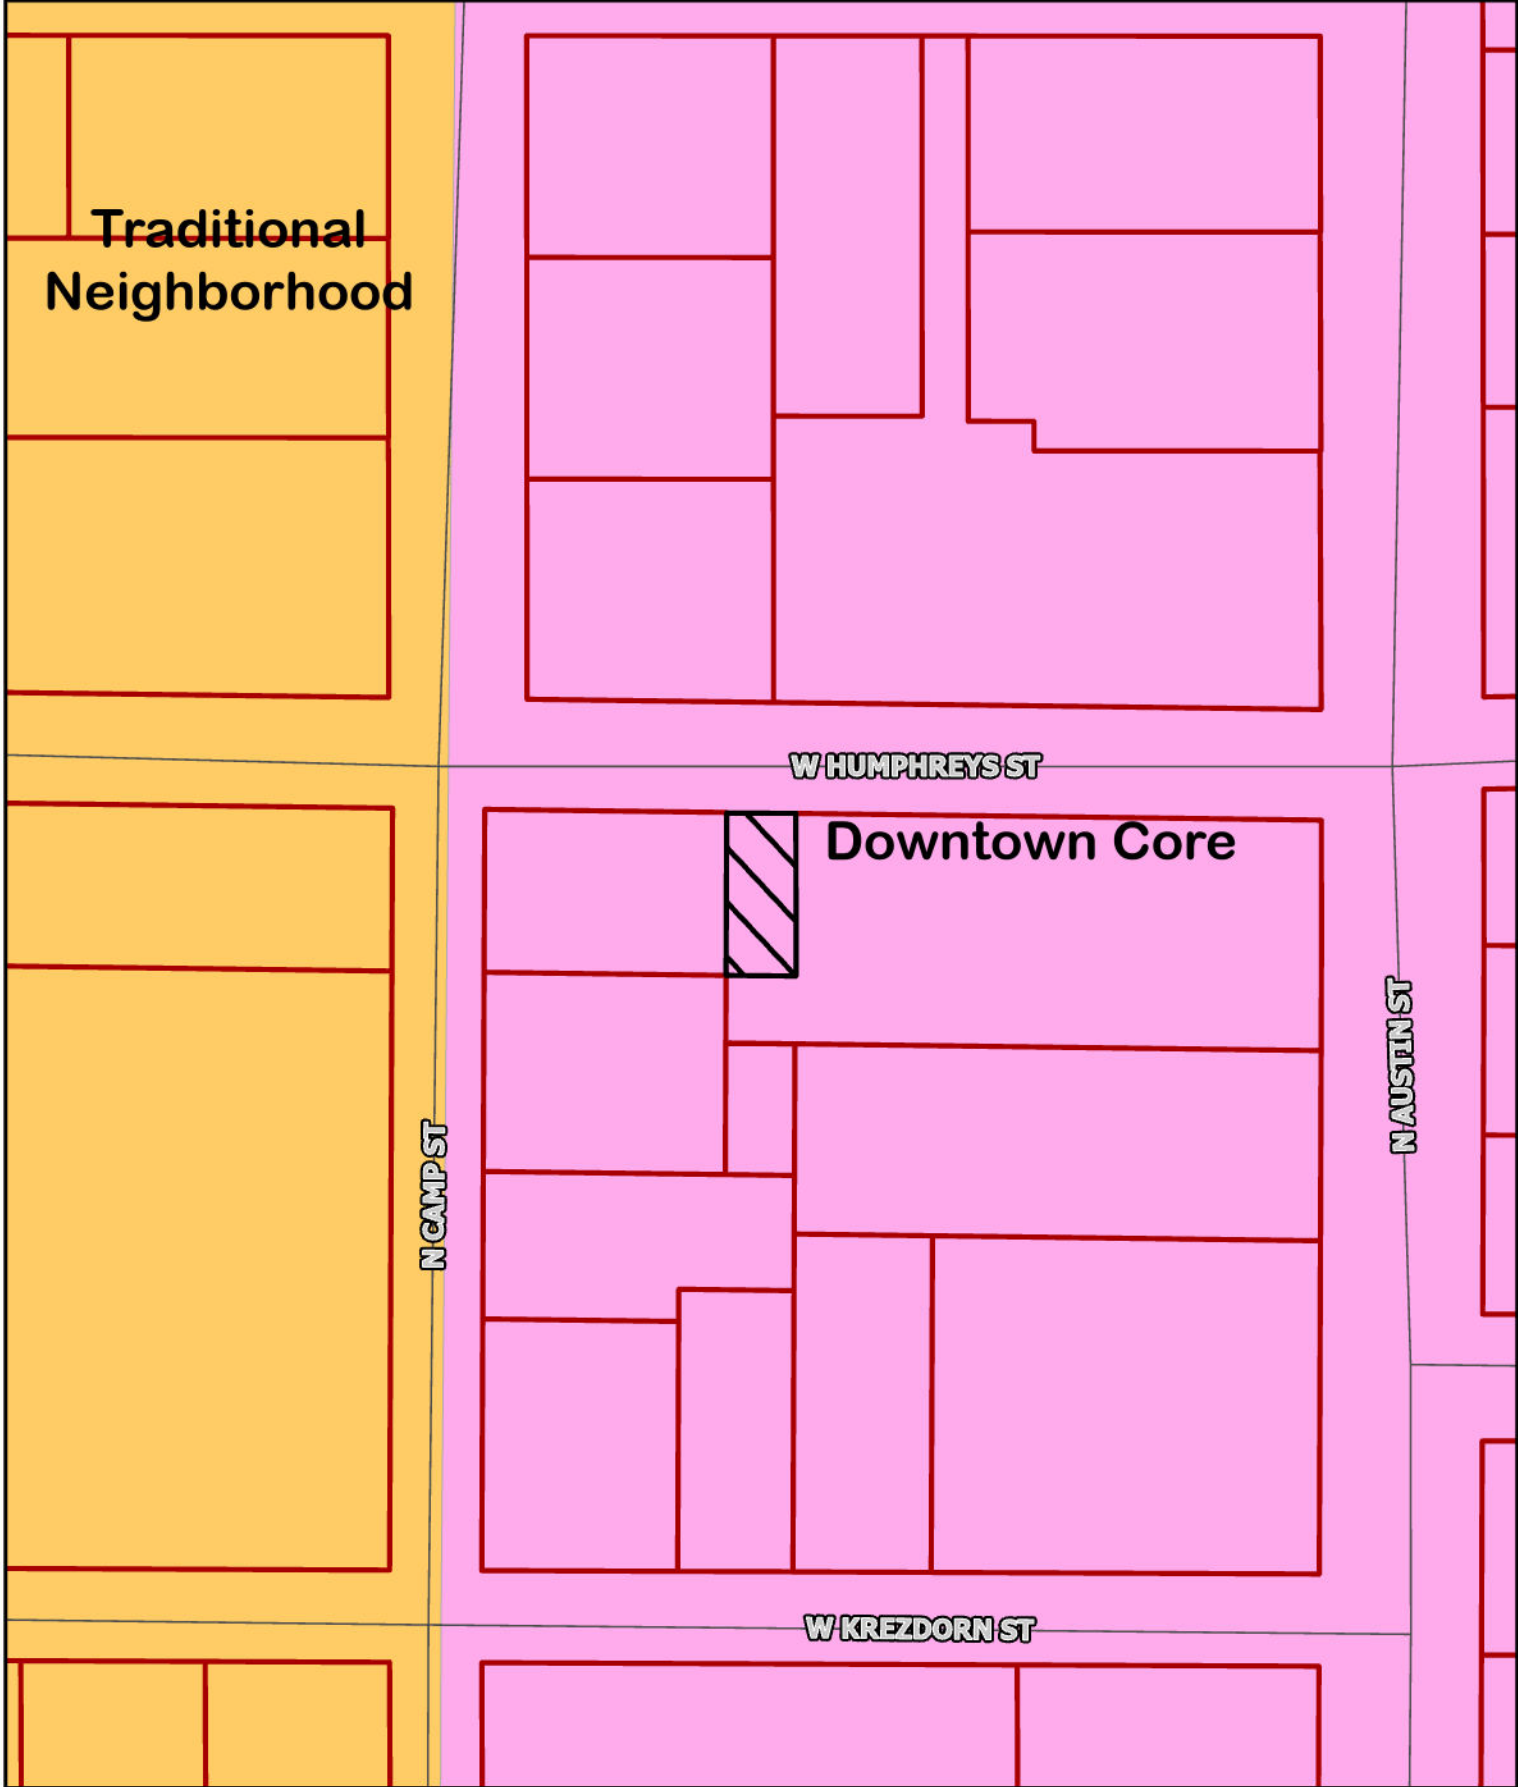 Traditional
Neighborhood
W HUMPHREYS ST
Downtown Core
N AUSTIN ST
N CAMP ST
W KREZDORN ST